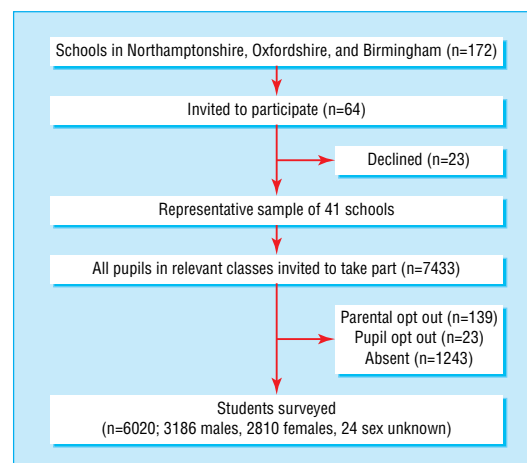 Schools in Northamptonshire, Oxfordshire, and Birmingham (n=172)
Invited to participate (n=64)
Declined (n=23)
Representative sample of 41 schools
All pupils in relevant classes invited to take part (n=7433)
Parental opt out (n=139)
Pupil opt out (n=23)
Absent (n=1243)
Students surveyed
(n=6020; 3186 males, 2810 females, 24 sex unknown)